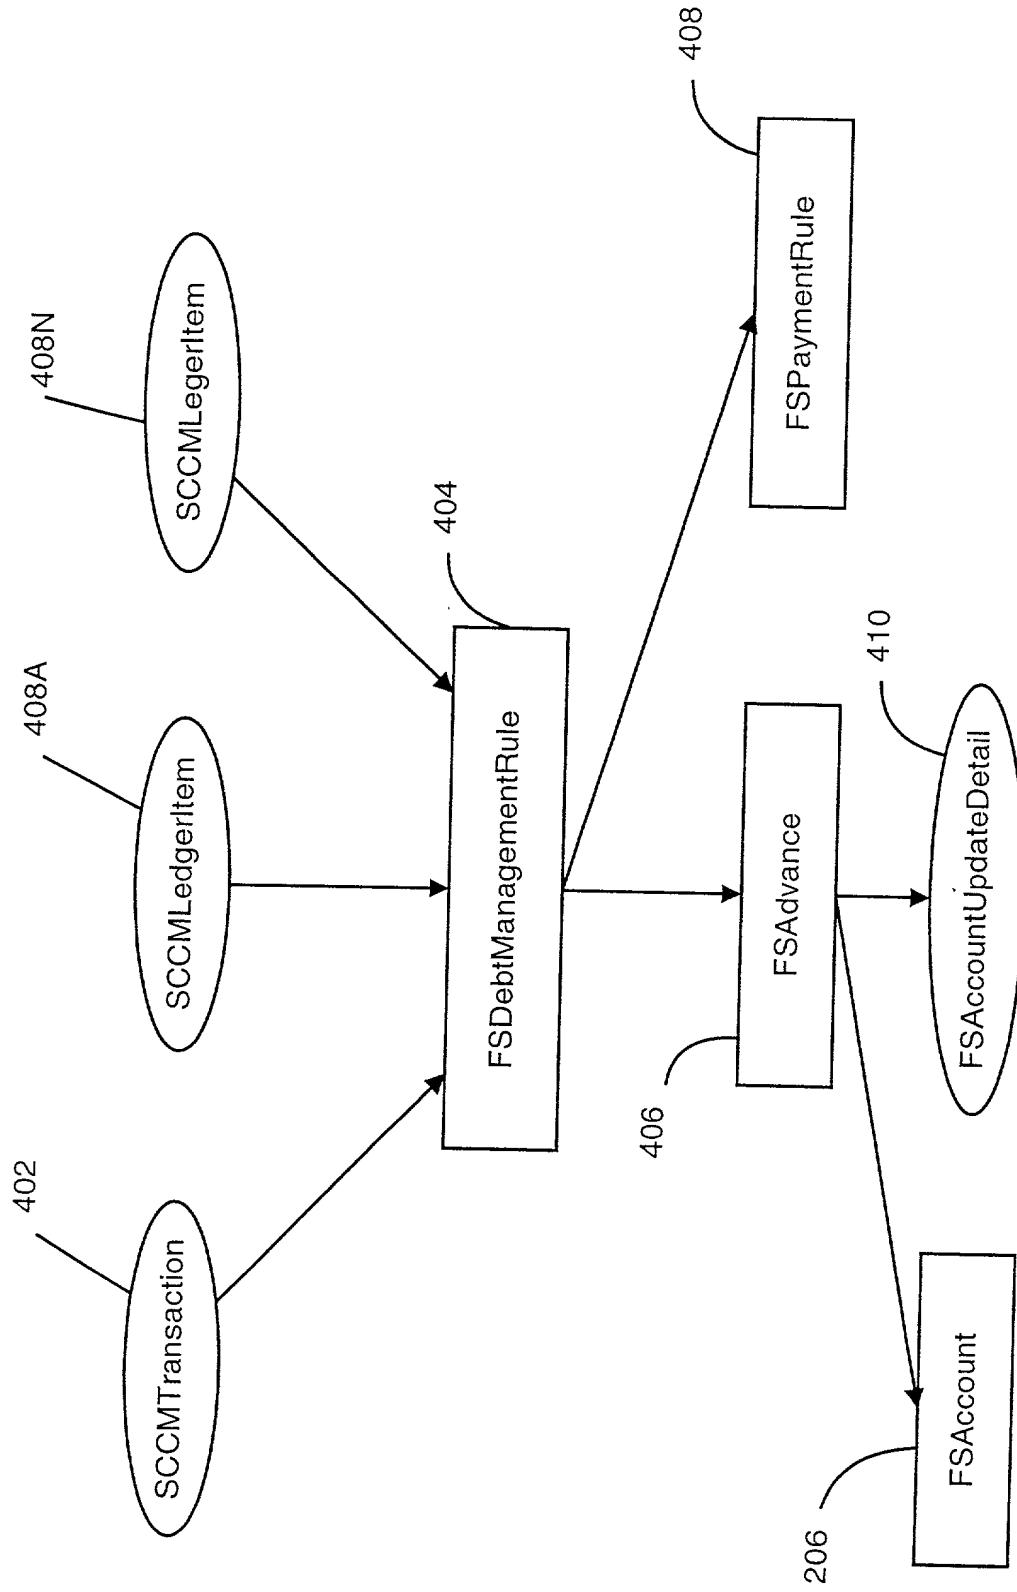 402
408A
408N
SCCMTransaction
SCCMLedgerItem
SCCMLegerItem
404
FSDebtManagementRule
406
408
FSAdvance
FSPaymentRule
206
410
FSAccount
FSAccountUpdateDetail